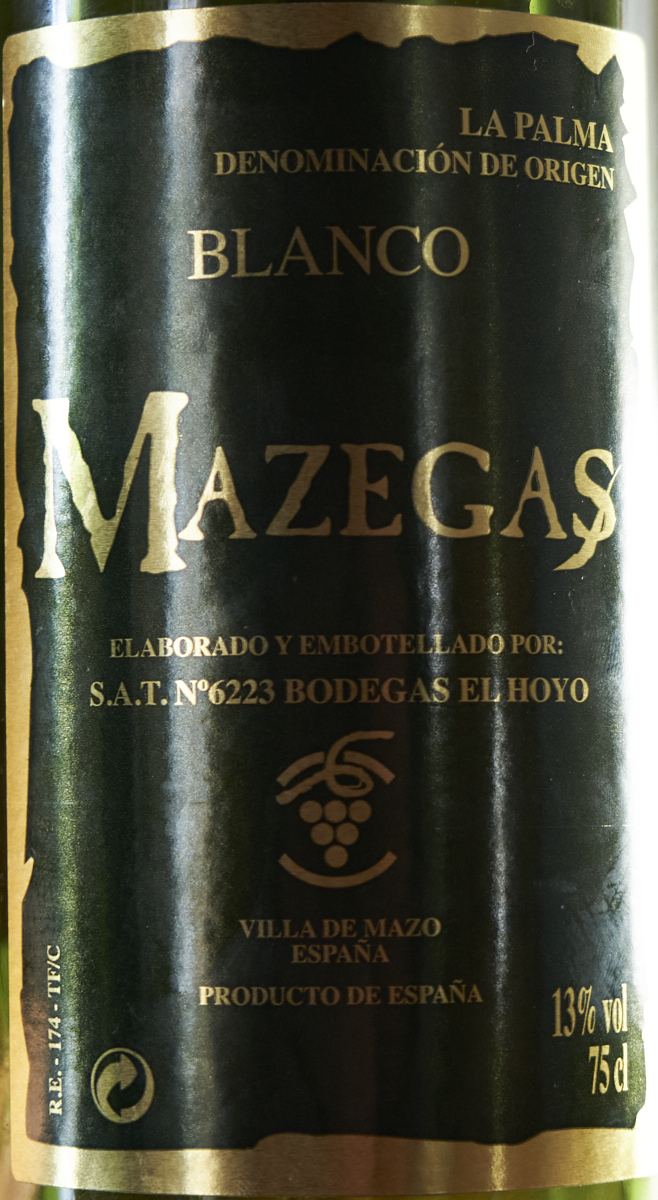 LA PALMA
DENOMINACIÓN DE ORIGEN
BLANCO
MAZEGAS
ELABORADO Y EMBOTELLADO POR:
S.A.T. Nº6223 BODEGAS EL HOYO
VILLA DE MAZO
ESPAÑA
PRODUCTO DE ESPAÑA
13% vol
75 cl
R.E. - 174 - TF/C